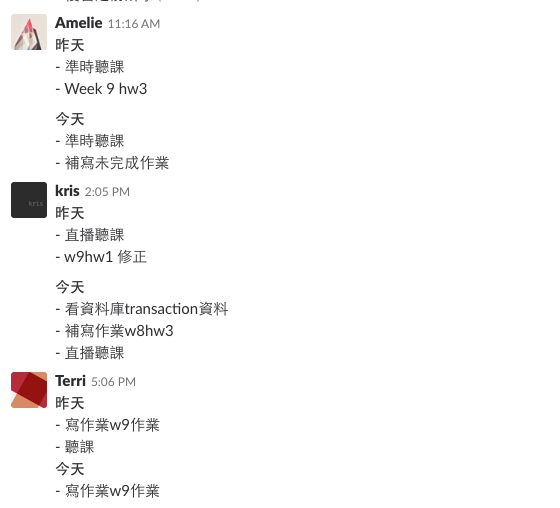 Amelie 11:16 AM
昨天
- 準時聽課
- Week 9 hw3
今天
- 準時聽課
- 補寫未完成作業
kris 2:05 PM
kris
昨天
- 直播聽課
- w9hw1 修正
今天
- 看資料庫transaction資料
- 補寫作業w8hw3
- 直播聽課
Terri 5:06 PM
昨天
- 寫作業w9作業
- 聽課
今天
- 寫作業w9作業